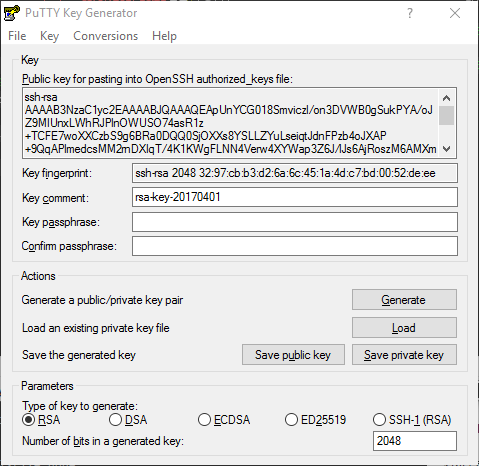 PuTTY Key Generator
File Key Conversions Help
Key
Public key for pasting into OpenSSH authorized_keys file:
ssh-rsa
AAAAB3NzaC1yc2EAAAABJQAAAQEApUnYCG018Smviczl/on3DVWB0gSukPYA/oJ
Z9MIUnxLWhRJPlnOWUSO74asR1z
+TCFE7woXXCzbS9g6BRa0DQQ0SjOXXs8YSLLZYuLseiqtJdnFPzb4oJXAP
+9QqAPlmedcsMM2mDXlqT/4K1KWgFLNN4Verw4XYWap3Z6J/lJs6AjRoszM6AMXm
Key fingerprint: ssh-rsa 2048 32:97:cb:b3:d2:6a:6c:45:1a:4d:c7:bd:00:52:de:ee
Key comment: rsa-key-20170401
Key passphrase:
Confirm passphrase:
Actions
Generate a public/private key pair Generate
Load an existing private key file Load
Save the generated key Save public key Save private key
Parameters
Type of key to generate:
RSA DSA ECDSA ED25519 SSH-1 (RSA)
Number of bits in a generated key: 2048